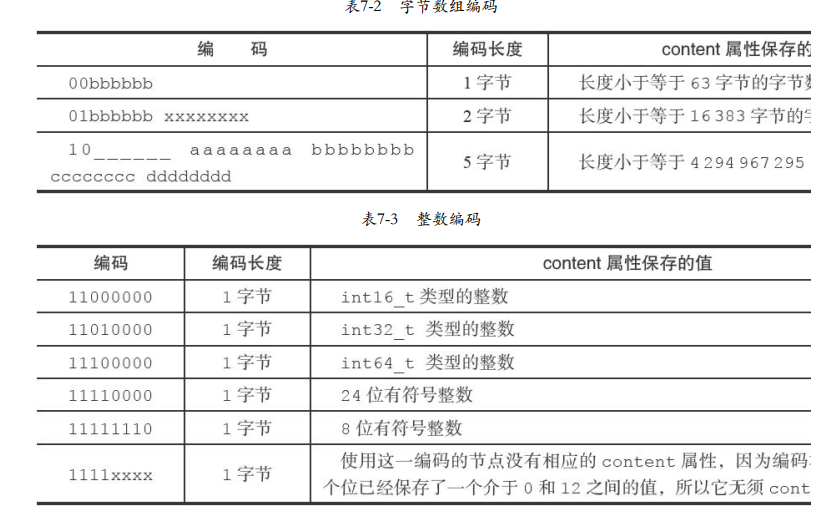 表7-2 字节数组编码
编 码 编码长度 content 属性保存的
00bbbbbb 1 字节 长度小于等于 63 字节的字节
01bbbbbb xxxxxxxx 2 字节 长度小于等于 16 383 字节的
10______ aaaaaaaa bbbbbbbb
cccccccc dddddddd 5 字节 长度小于等于 4 294 967 295
表7-3 整数编码
编码 编码长度 content 属性保存的值
11000000 1 字节 int16_t 类型的整数
11010000 1 字节 int32_t 类型的整数
11100000 1 字节 int64_t 类型的整数
11110000 1 字节 24 位有符号整数
11111110 1 字节 8 位有符号整数
1111xxxx 1 字节 使用这一编码的节点没有相应的 content 属性，因为编码
个位已经保存了一个介于 0 和 12 之间的值，所以它无须 cont